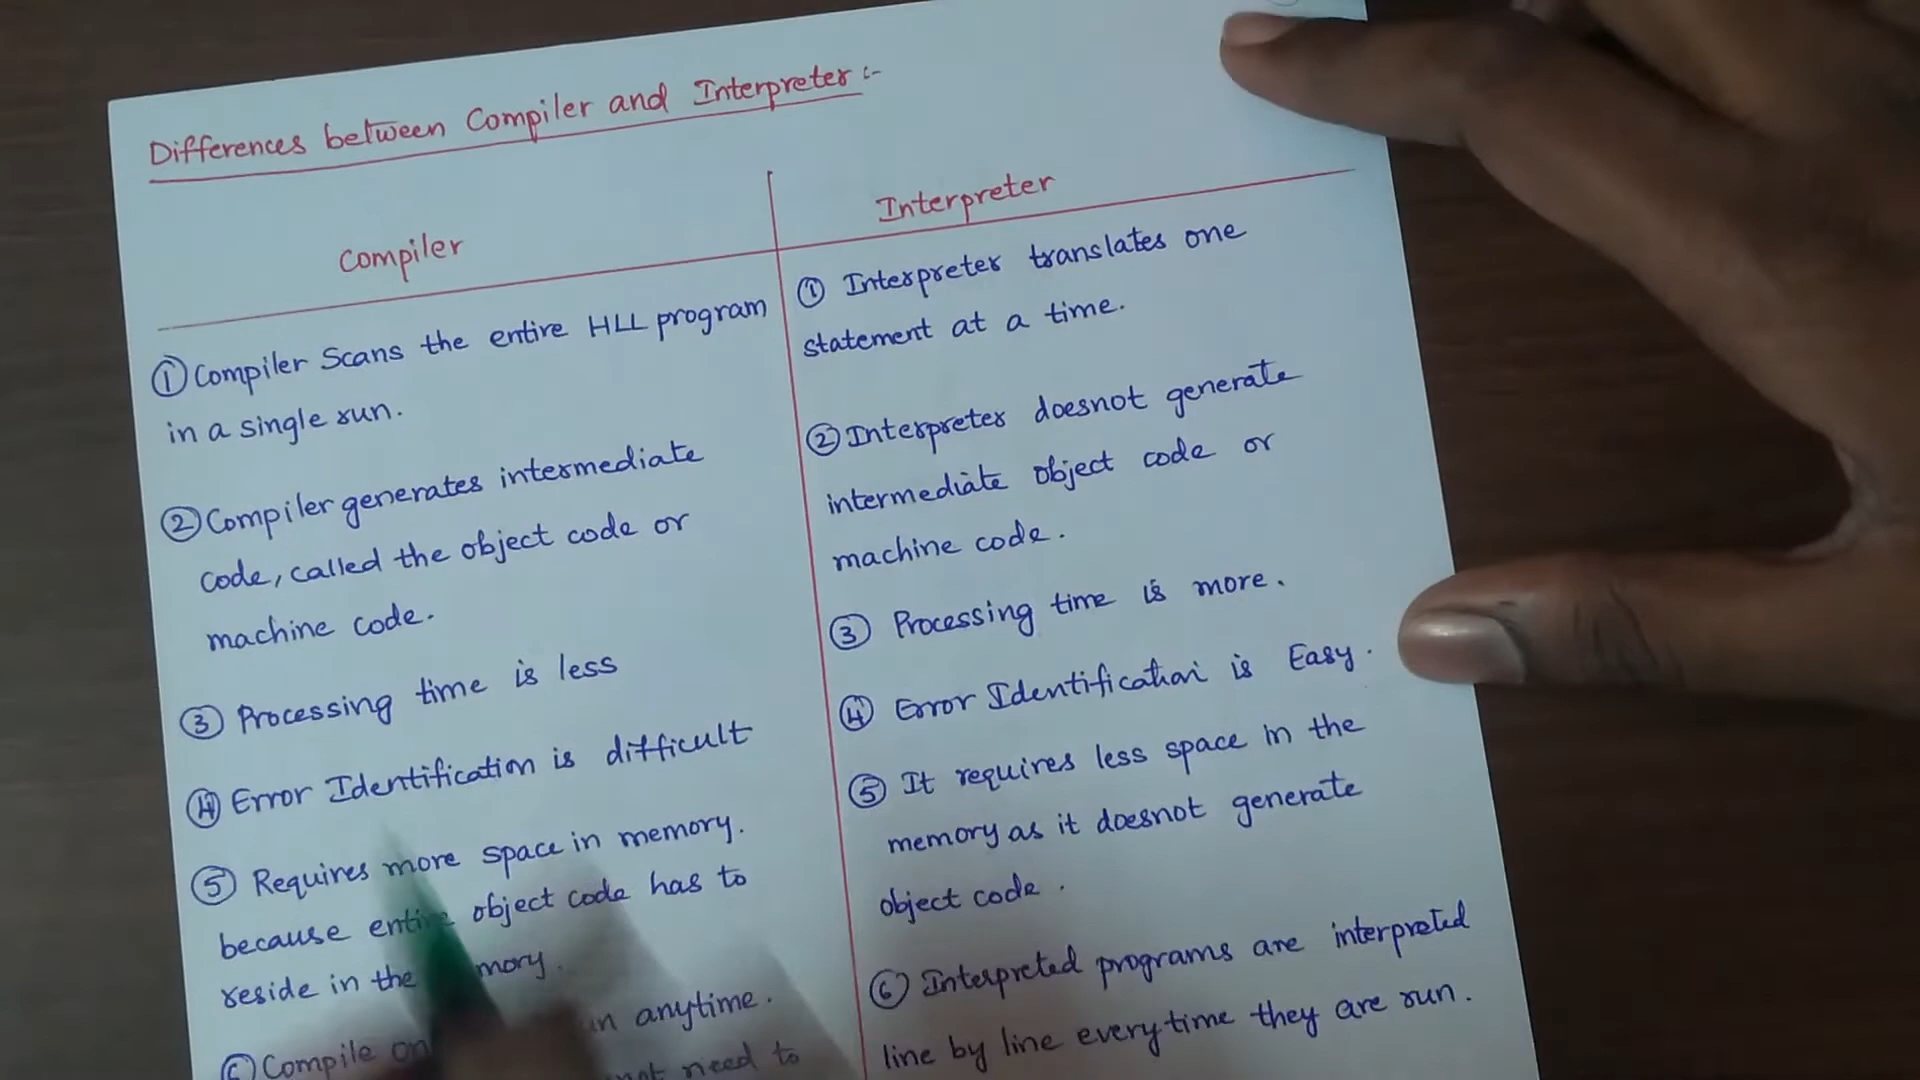 Differences between Compiler and Interpreter :-
Compiler
① Compiler Scans the entire HLL program
in a single run.
② Compiler generates intermediate
code, called the object code or
machine code.
③ Processing time is less
④ Error Identification is difficult
⑤ Requires more space in memory.
because entire object code has to
reside in the
Compile anytime.
need to
Interpreter
① Interpreter translates one
statement at a time.
② Interpreter doesnot generate
intermediate object code or
machine code.
③ Processing time is more.
④ Error Identification is Easy.
⑤ It requires less space in the
memory as it doesnot generate
object code.
⑥ Interpreted programs are interpreted
line by line everytime they are run.